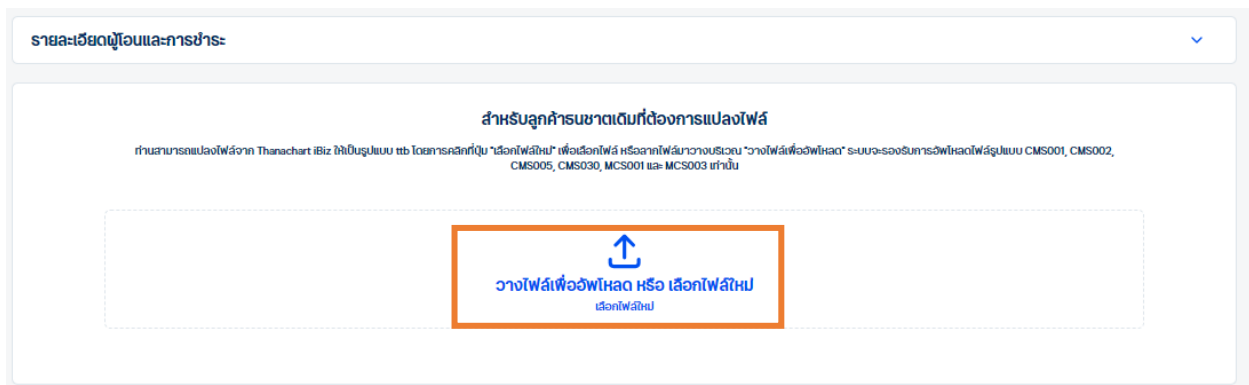 รายละเอียดผู้โอนและการชำระ
สำหรับลูกค้าธนชาตเดิมที่ต้องการแปลงไฟล์
ท่านสามารถแปลงไฟล์จาก Thanachart iBiz ให้เป็นรูปแบบ ttb โดยการคลิกที่ปุ่ม "เลือกไฟล์ใหม่" เพื่อเลือกไฟล์ หรือลากไฟล์มาวางบริเวณ "วางไฟล์เพื่ออัพโหลด" ระบบจะรองรับการอัพโหลดไฟล์รูปแบบ CMS001, CMS002,
CMS005, CMS030, MCS001 และ MCS003 เท่านั้น
วางไฟล์เพื่ออัพโหลด หรือ เลือกไฟล์ใหม่
เลือกไฟล์ใหม่